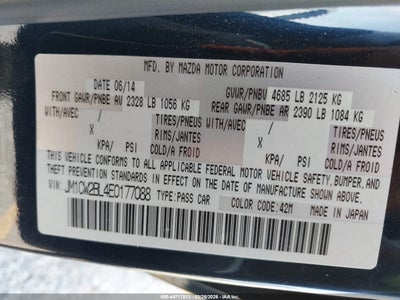 MFD. BY MAZDA MOTOR CORPORATION
DATE 06/14 GVWR/PNBV 4685 LB 2125 KG
FRONT GAWR/PNBE AV 2328 LB 1056 KG REAR GAWR/PNBE AR 2390 LB 1084 KG
WITH/AVEC TIRES/PNEUS WITH/AVEC TIRES/PNEUS
X RIMS/JANTES X RIMS/JANTES
KPA/ PSI COLD/A FROID KPA/ PSI COLD/A FROID
THIS VEHICLE CONFORMS TO ALL APPLICABLE FEDERAL MOTOR VEHICLE SAFETY, BUMPER, AND
THEFT PREVENTION STANDARDS IN EFFECT ON THE DATE OF MANUFACTURE SHOWN ABOVE.
JM1CW2BL4E0177088 TYPE:PASS CAR COLOR CODE:42M MADE IN JAPAN